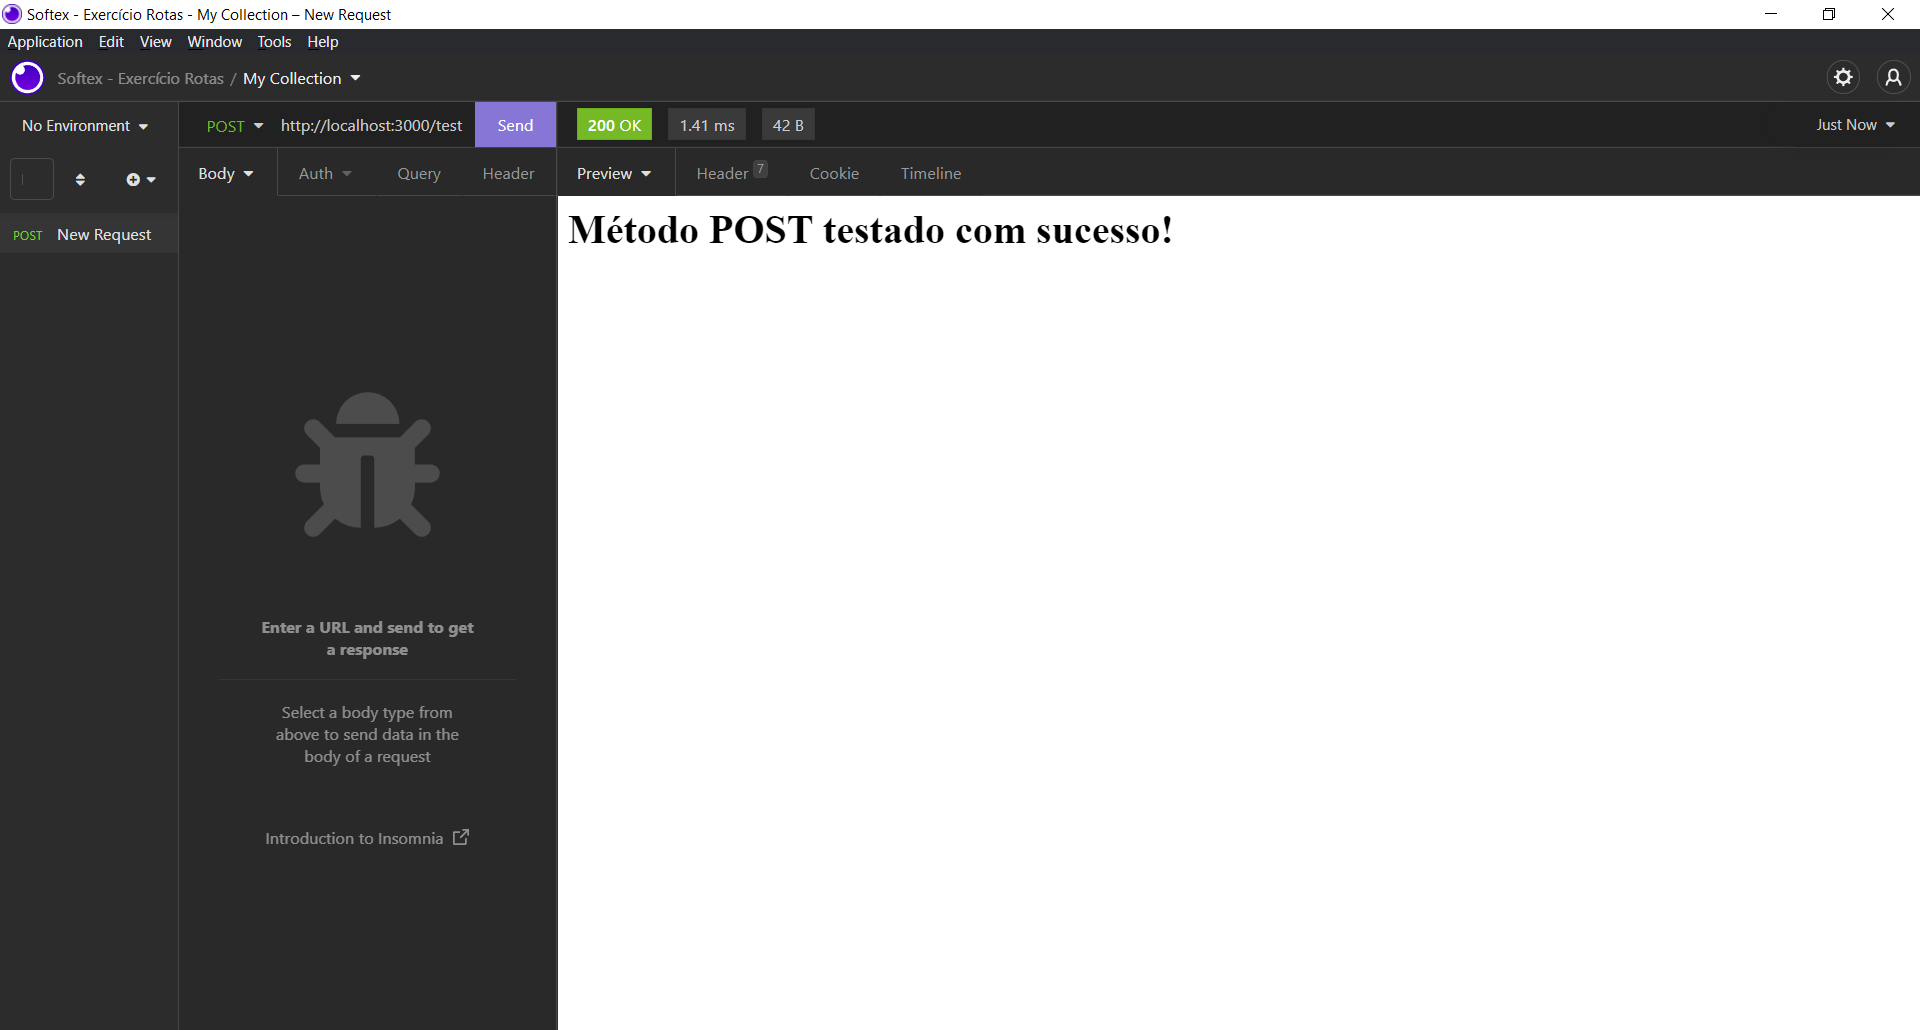 Softex - Exercício Rotas - My Collection – New Request
Application Edit View Window Tools Help
Softex - Exercício Rotas / My Collection
No Environment
POST http://localhost:3000/test Send
200 OK 1.41 ms 42 B Just Now
Body Auth Query Header
Preview Header 7 Cookie Timeline
POST New Request
Método POST testado com sucesso!
Enter a URL and send to get
a response
Select a body type from
above to send data in the
body of a request
Introduction to Insomnia